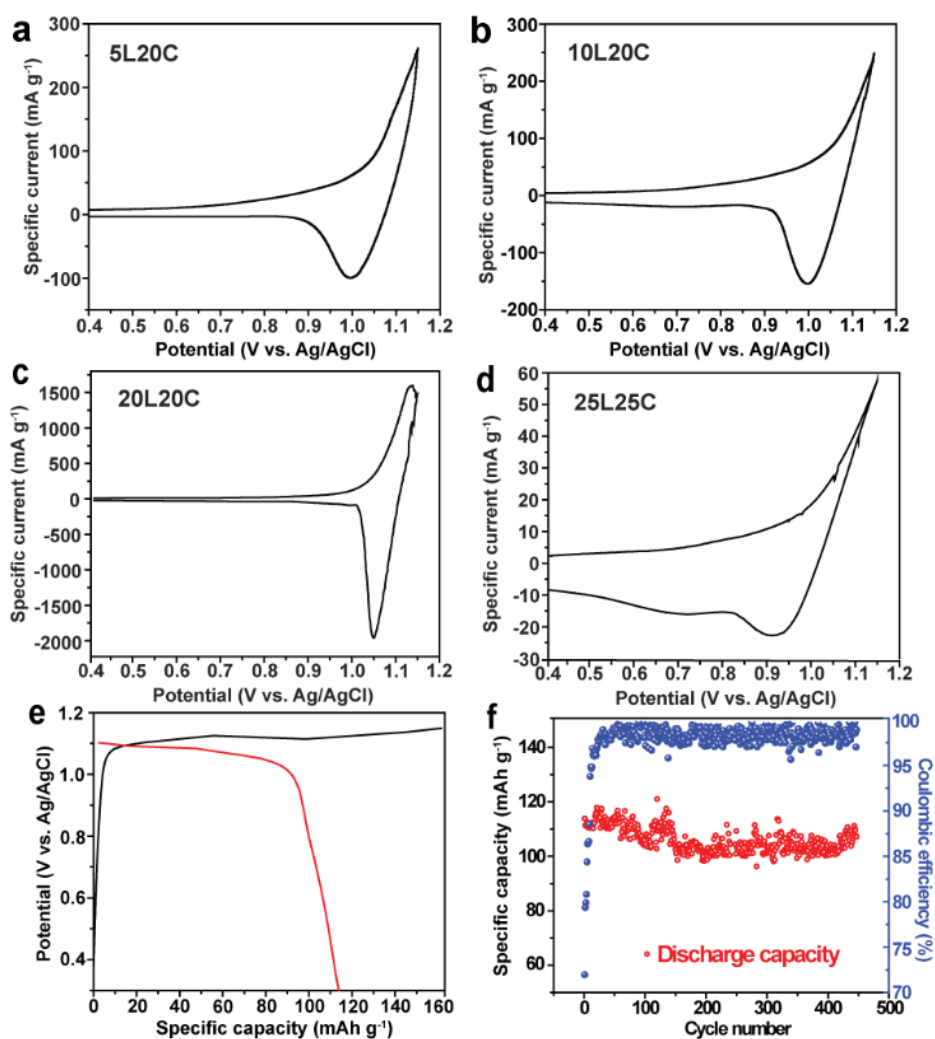 a
5L20C
300
200
100
0
-100
0.4 0.5 0.6 0.7 0.8 0.9 1.0 1.1 1.2
Potential (V vs. Ag/AgCl)
Specific current (mA g⁻¹)
b
10L20C
300
200
100
0
-100
-200
0.4 0.5 0.6 0.7 0.8 0.9 1.0 1.1 1.2
Potential (V vs. Ag/AgCl)
Specific current (mA g⁻¹)
c
20L20C
1500
1000
500
0
-500
-1000
-1500
-2000
0.4 0.5 0.6 0.7 0.8 0.9 1.0 1.1 1.2
Potential (V vs. Ag/AgCl)
Specific current (mA g⁻¹)
d
25L25C
60
50
40
30
20
10
0
-10
-20
-30
0.4 0.5 0.6 0.7 0.8 0.9 1.0 1.1 1.2
Potential (V vs. Ag/AgCl)
Specific current (mA g⁻¹)
e
1.2
1.0
0.8
0.6
0.4
0 20 40 60 80 100 120 140 160
Specific capacity (mAh g⁻¹)
Potential (V vs. Ag/AgCl)
f
140
120
100
80
60
100
95
90
85
80
75
70
Discharge capacity
0 100 200 300 400 500
Cycle number
Specific capacity (mAh g⁻¹)
Coulombic efficiency (%)